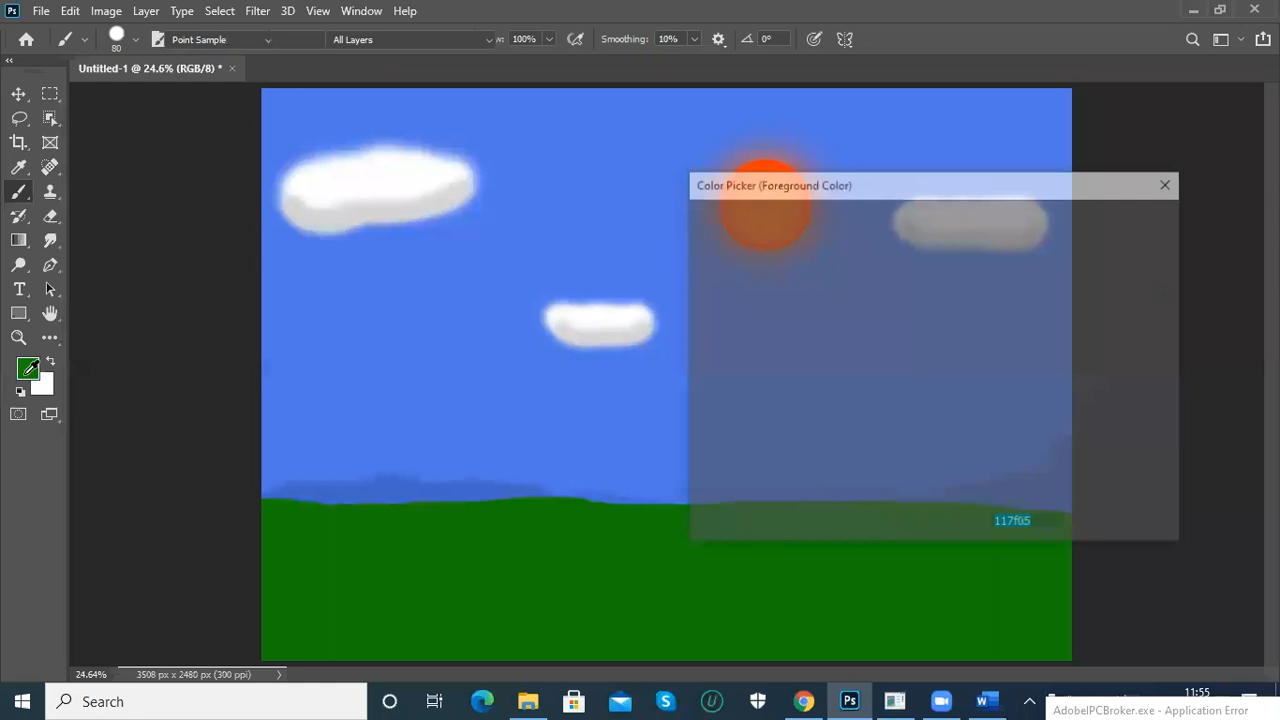 Ps File Edit Image Layer Type Select Filter 3D View Window Help
80 Point Sample All Layers w: 100% Smoothing: 10% 0°
Untitled-1 @ 24.6% (RGB/8) * ×
Color Picker (Foreground Color)
117f05
24.64% 3508 px x 2480 px (300 ppi)
Search
11:55
AdobeIPCBroker.exe - Application Error